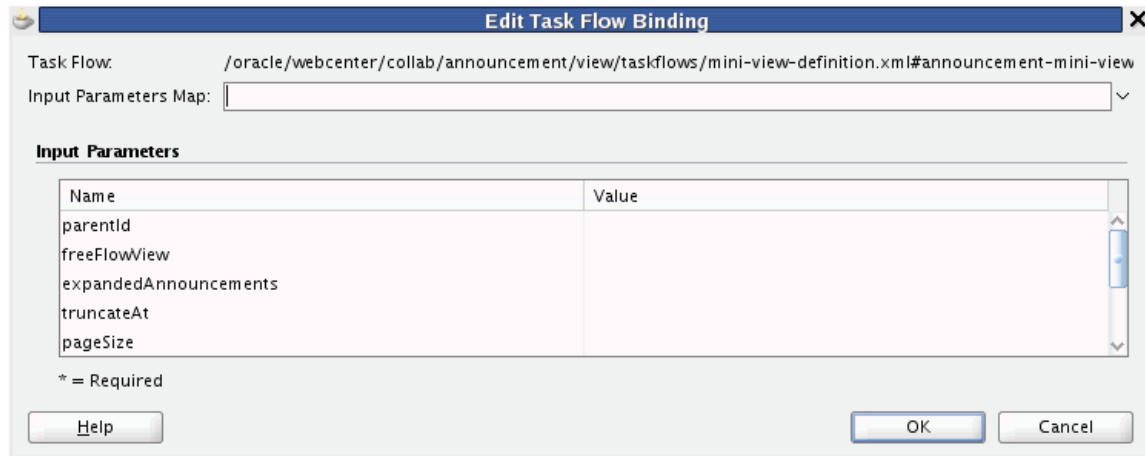 Edit Task Flow Binding
Task Flow: /oracle/webcenter/collab/announcement/view/taskflows/mini-view-definition.xml#announcement-mini-view
Input Parameters Map:
Input Parameters
Name Value
parentId
freeFlowView
expandedAnnouncements
truncateAt
pageSize
* = Required
Help OK Cancel